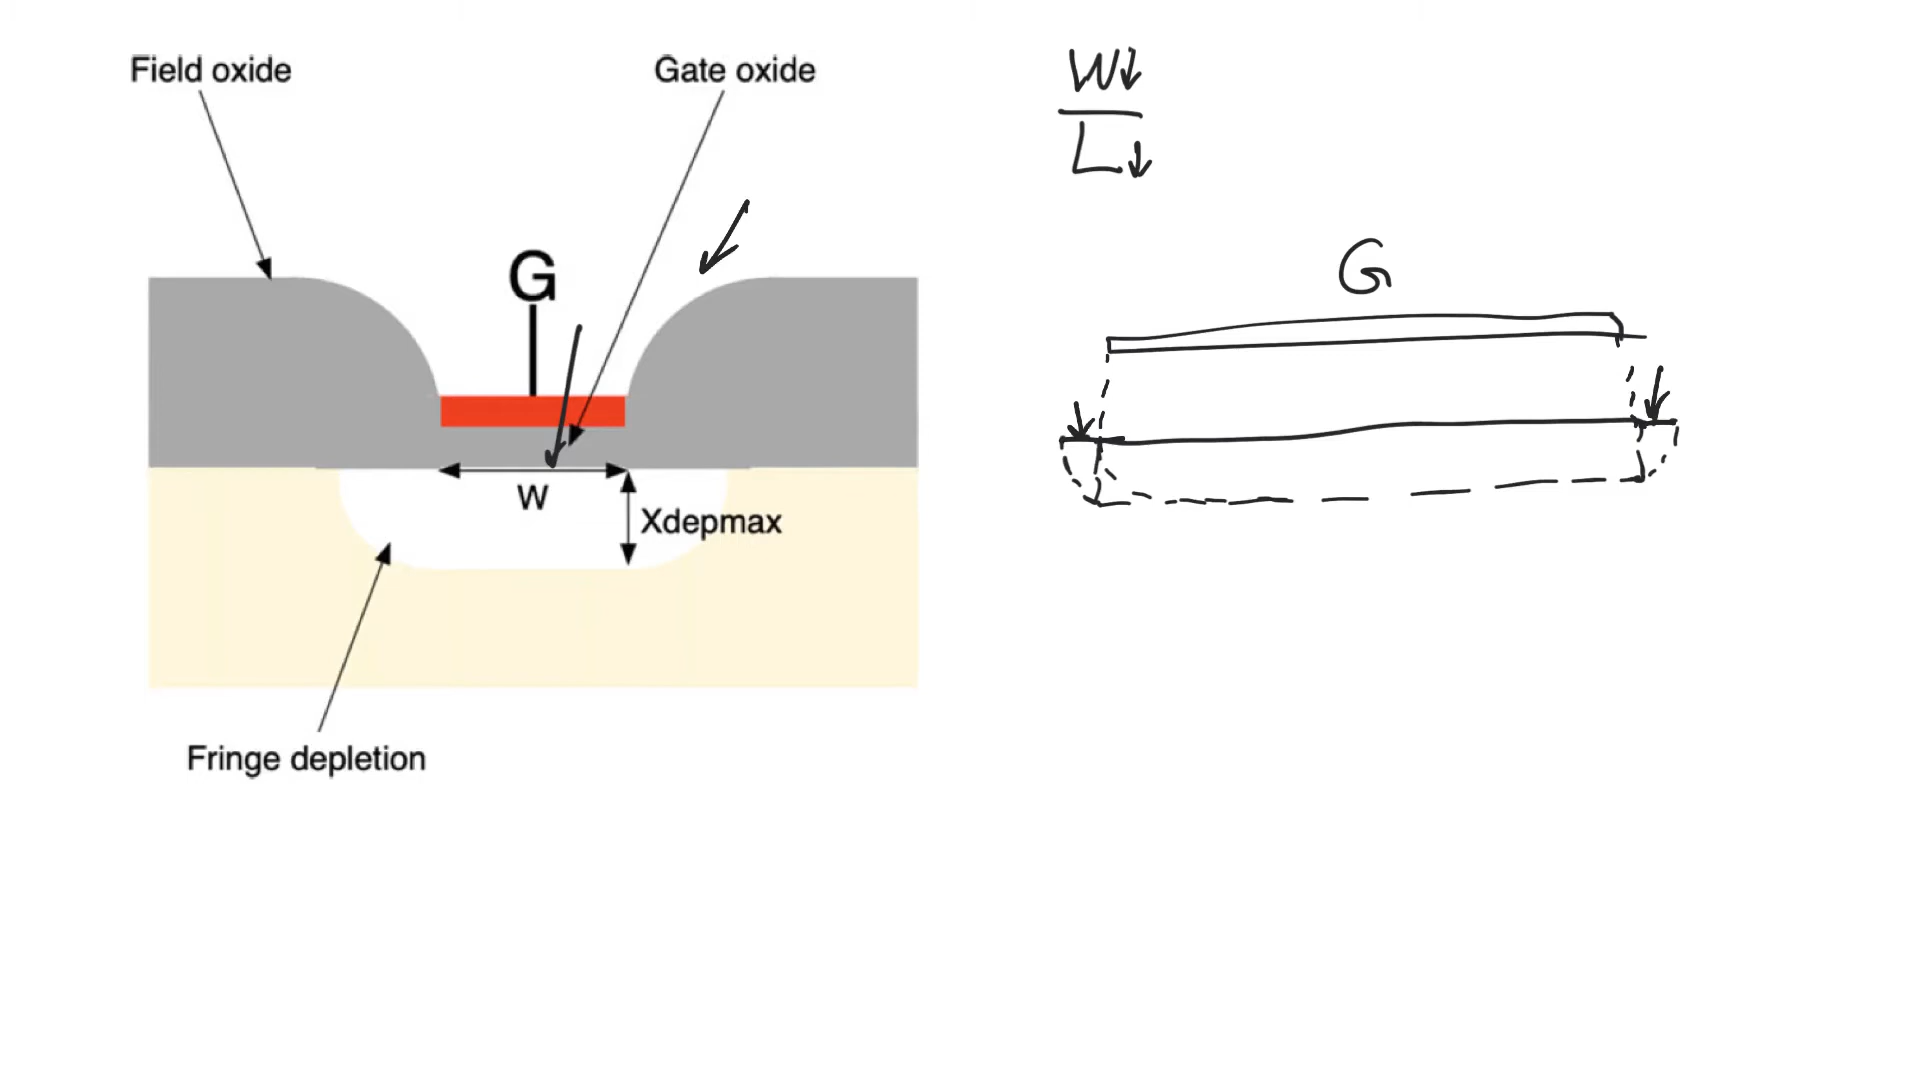 Field oxide
Gate oxide
W↓
L↓
G
G
W
Xdepmax
Fringe depletion